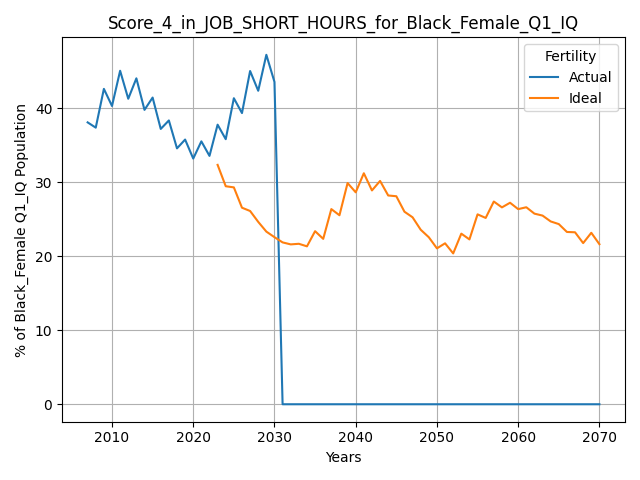 Score_4_in_JOB_SHORT_HOURS_for_Black_Female_Q1_IQ
Fertility
Actual
Ideal
% of Black_Female Q1_IQ Population
40
30
20
10
0
2010 2020 2030 2040 2050 2060 2070
Years